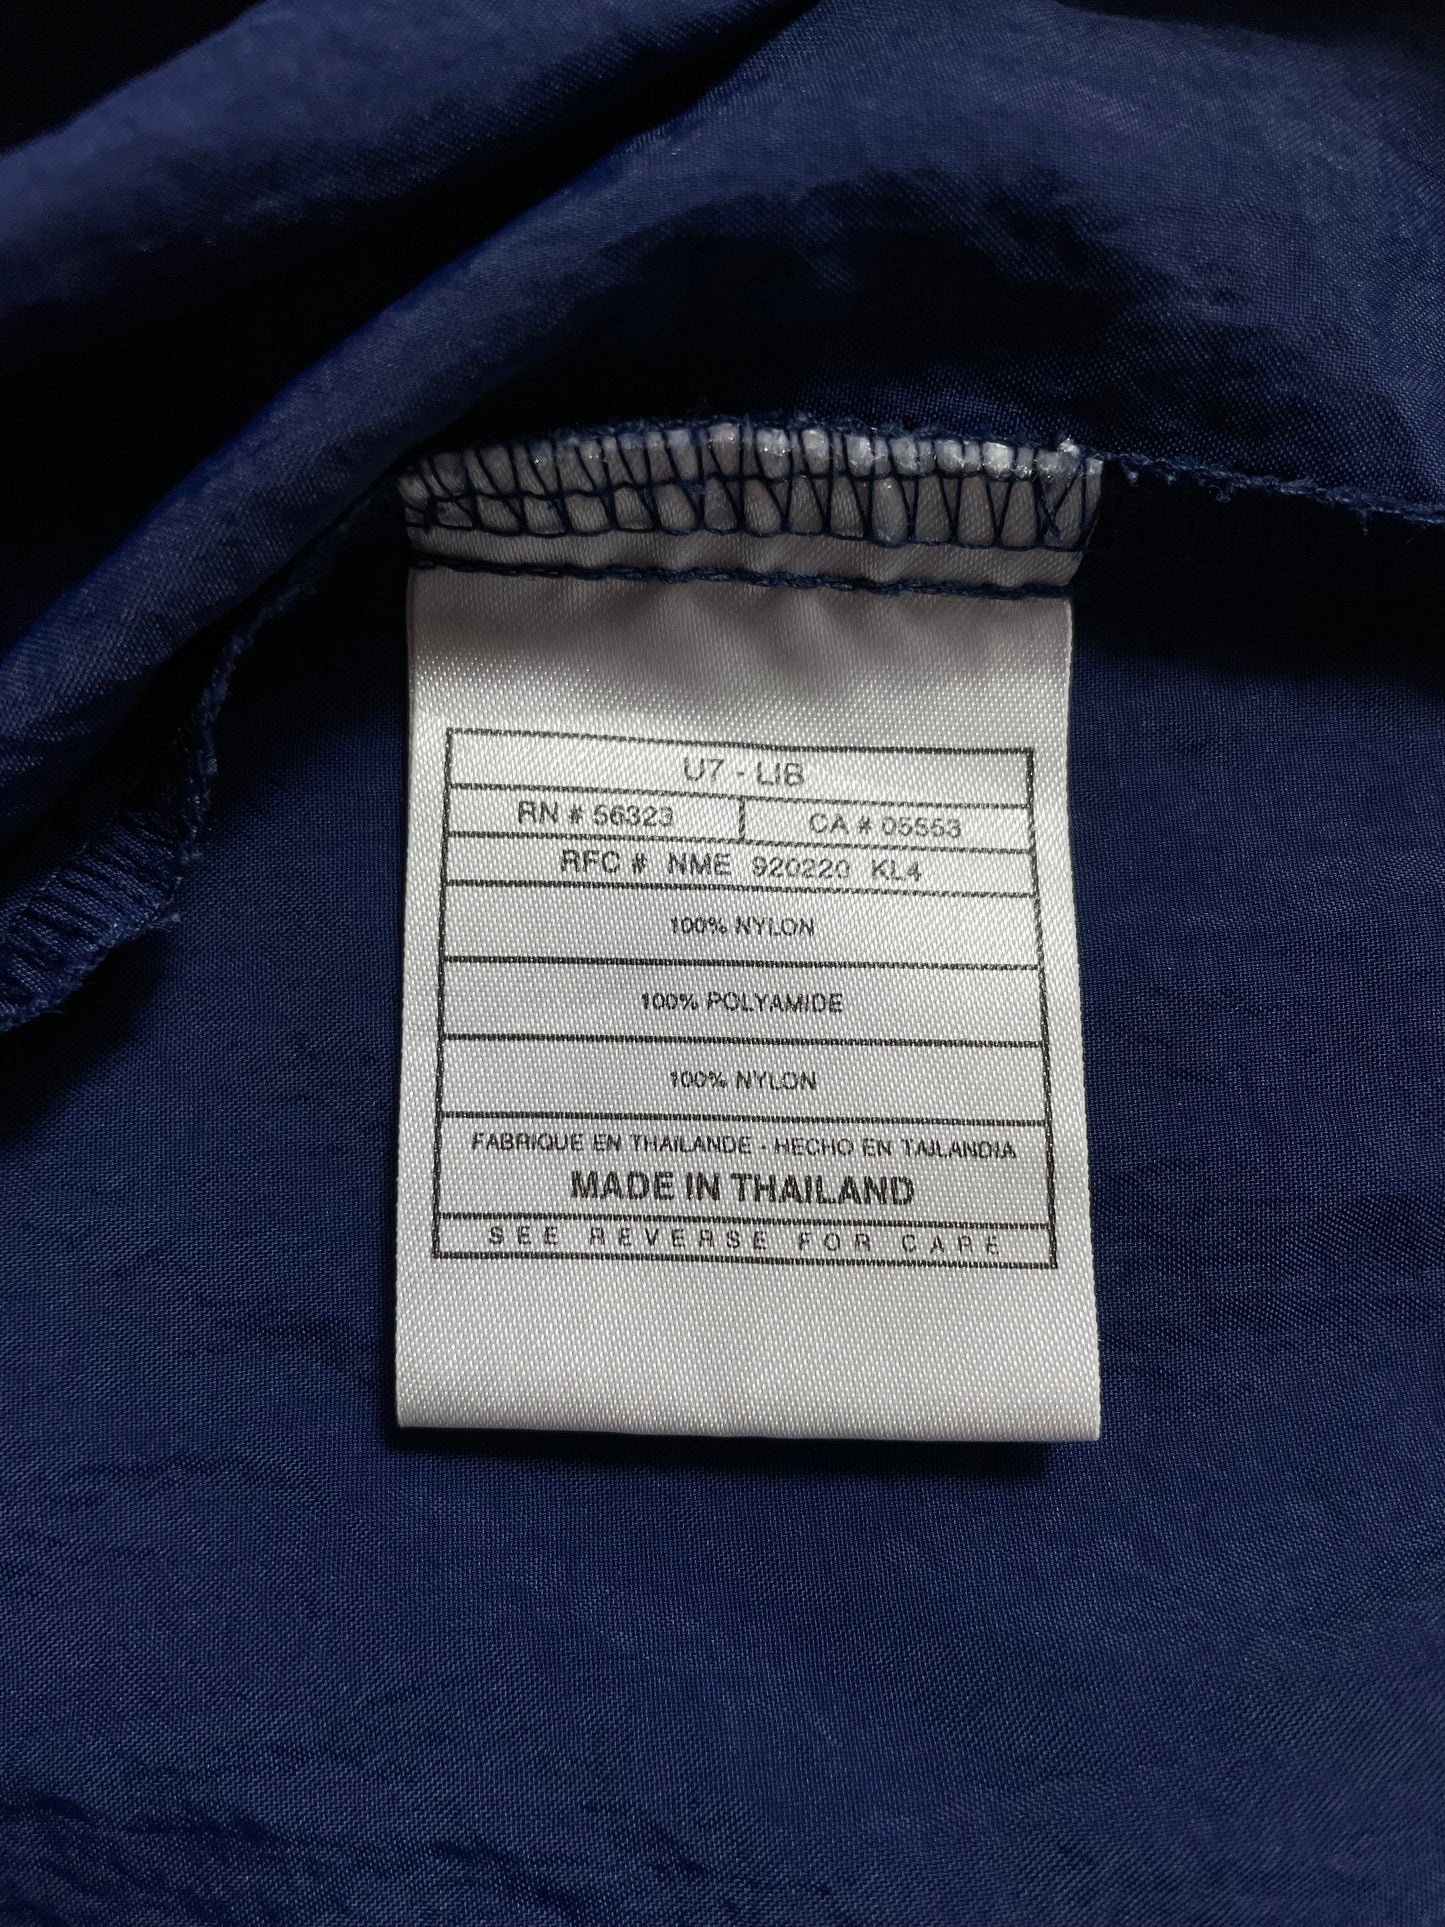 U7 - LIB
RN # 56323 CA # 05553
RFC # NME 920220 KL4
100% NYLON
100% POLYAMIDE
100% NYLON
FABRIQUE EN THAILANDE - HECHO EN TAILANDIA
MADE IN THAILAND
SEE REVERSE FOR CARE